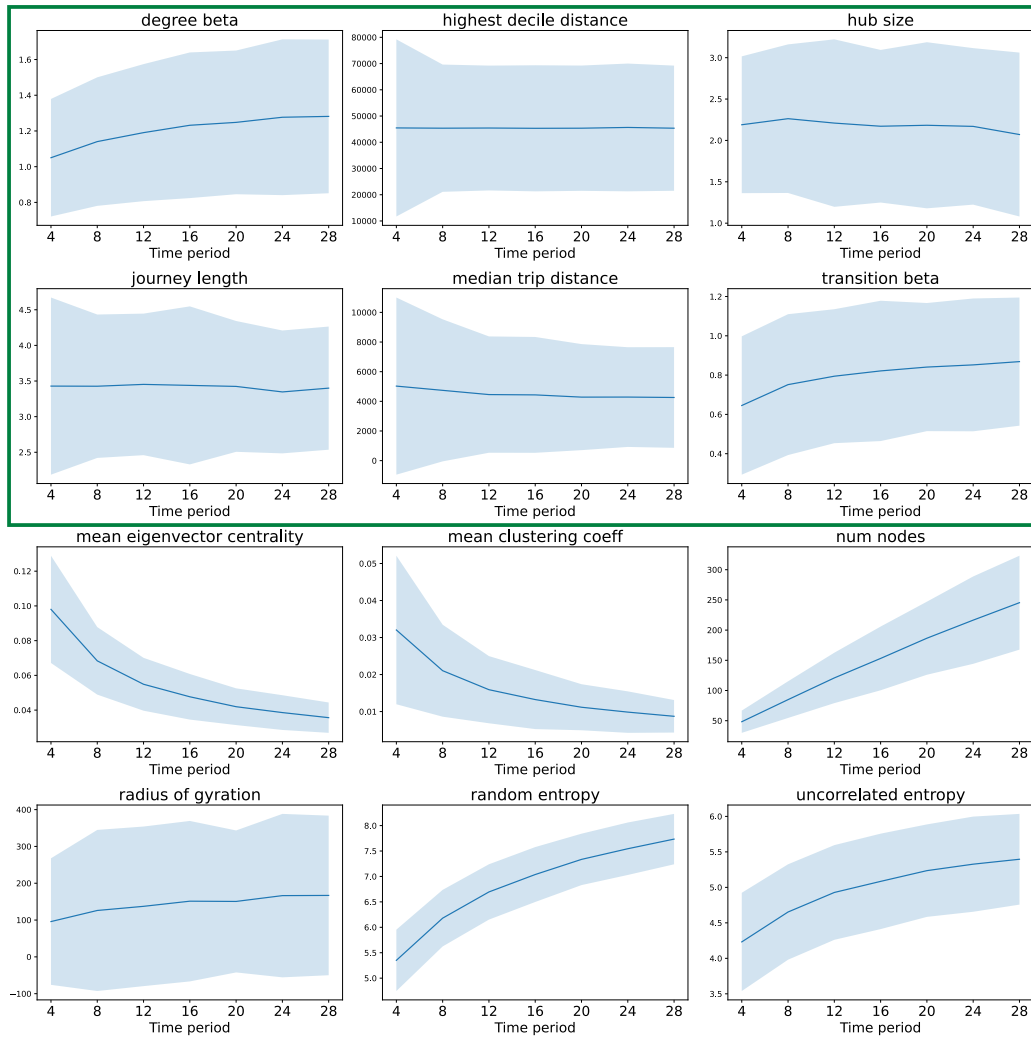 degree beta
highest decile distance
hub size
1.6
1.4
1.2
1.0
0.8
80000
70000
60000
50000
40000
30000
20000
10000
3.0
2.5
2.0
1.5
1.0
4 8 12 16 20 24 28
4 8 12 16 20 24 28
4 8 12 16 20 24 28
Time period
Time period
Time period
journey length
median trip distance
transition beta
4.5
4.0
3.5
3.0
2.5
10000
8000
6000
4000
2000
0
1.2
1.0
0.8
0.6
0.4
4 8 12 16 20 24 28
4 8 12 16 20 24 28
4 8 12 16 20 24 28
Time period
Time period
Time period
mean eigenvector centrality
mean clustering coeff
num nodes
0.12
0.10
0.08
0.06
0.04
0.05
0.04
0.03
0.02
0.01
300
250
200
150
100
50
4 8 12 16 20 24 28
4 8 12 16 20 24 28
4 8 12 16 20 24 28
Time period
Time period
Time period
radius of gyration
random entropy
uncorrelated entropy
400
300
200
100
0
−100
8.0
7.5
7.0
6.5
6.0
5.5
5.0
6.0
5.5
5.0
4.5
4.0
3.5
4 8 12 16 20 24 28
4 8 12 16 20 24 28
4 8 12 16 20 24 28
Time period
Time period
Time period